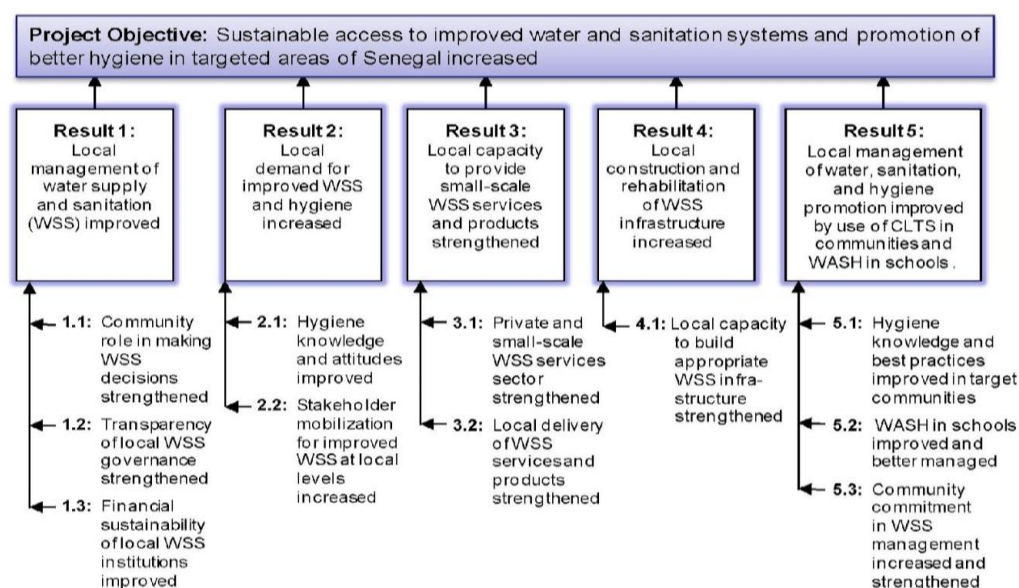 Project Objective: Sustainable access to improved water and sanitation systems and promotion of
better hygiene in targeted areas of Senegal increased
Result 1:
Local
management of
water supply
and sanitation
(WSS) improved
Result 2:
Local
demand for
improved WSS
and hygiene
increased
Result 3:
Local capacity
to provide
small-scale
WSS services
and products
strengthened
Result 4:
Local
construction and
rehabilitation
of WSS
infrastructure
increased
Result 5:
Local management
of water, sanitation,
and hygiene
promotion improved
by use of CLTS in
communities and
WASH in schools.
1.1: Community
role in making
WSS
decisions
strengthened
1.2: Transparency
of local WSS
governance
strengthened
1.3: Financial
sustainability
of local WSS
institutions
improved
2.1: Hygiene
knowledge
and attitudes
improved
2.2: Stakeholder
mobilization
for improved
WSS at local
levels
increased
3.1: Private and
small-scale
WSS services
sector
strengthened
3.2: Local delivery
of WSS
services and
products
strengthened
4.1: Local capacity
to build
appropriate
WSS infra-
structure
strengthened
5.1: Hygiene
knowledge and
best practices
improved in target
communities
5.2: WASH in schools
improved and
better managed
5.3: Community
commitment
in WSS
management
increased and
strengthened